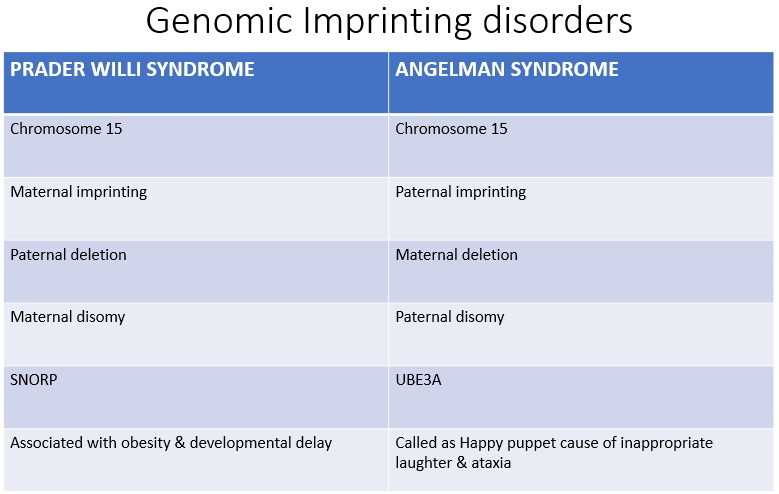 Genomic Imprinting disorders
PRADER WILLI SYNDROME
ANGELMAN SYNDROME
Chromosome 15
Chromosome 15
Maternal imprinting
Paternal imprinting
Paternal deletion
Maternal deletion
Maternal disomy
Paternal disomy
SNORP
UBE3A
Associated with obesity & developmental delay
Called as Happy puppet cause of inappropriate
laughter & ataxia